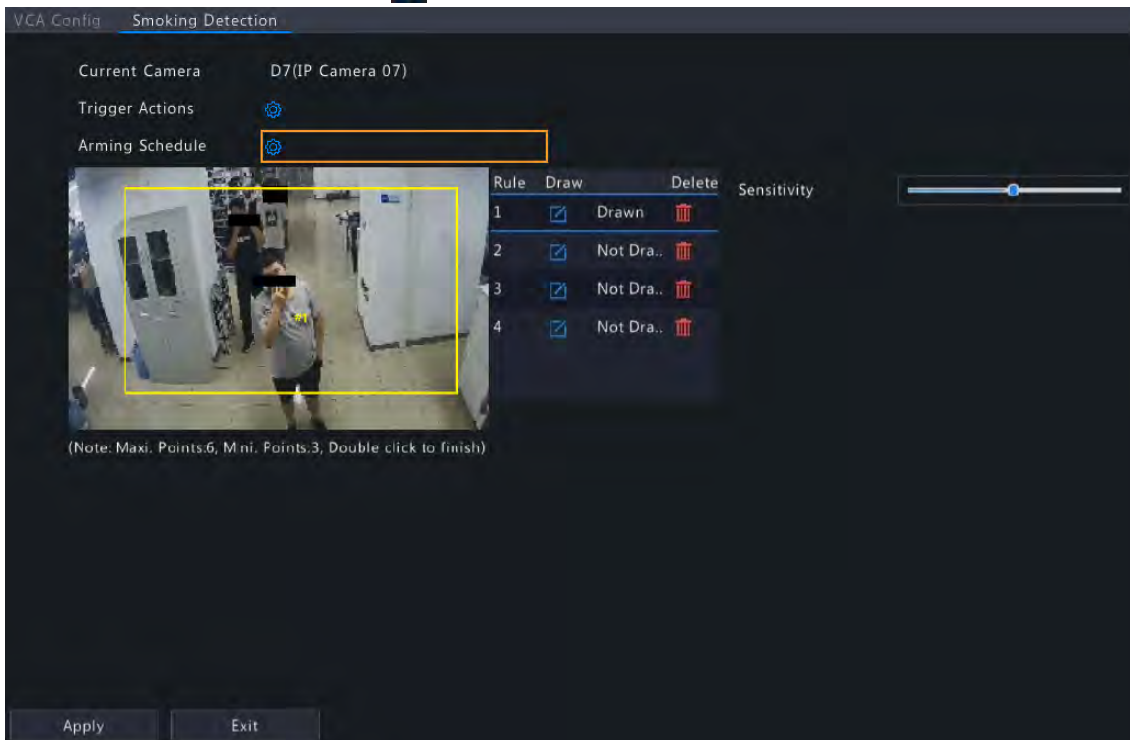 VCA Config Smoking Detection
Current Camera D7(IP Camera 07)
Trigger Actions
Arming Schedule
Rule Draw Delete
Sensitivity
1 Drawn
2 Not Dra..
3 Not Dra..
4 Not Dra..
#1
(Note: Maxi. Points:6, Mini. Points:3, Double click to finish)
Apply Exit